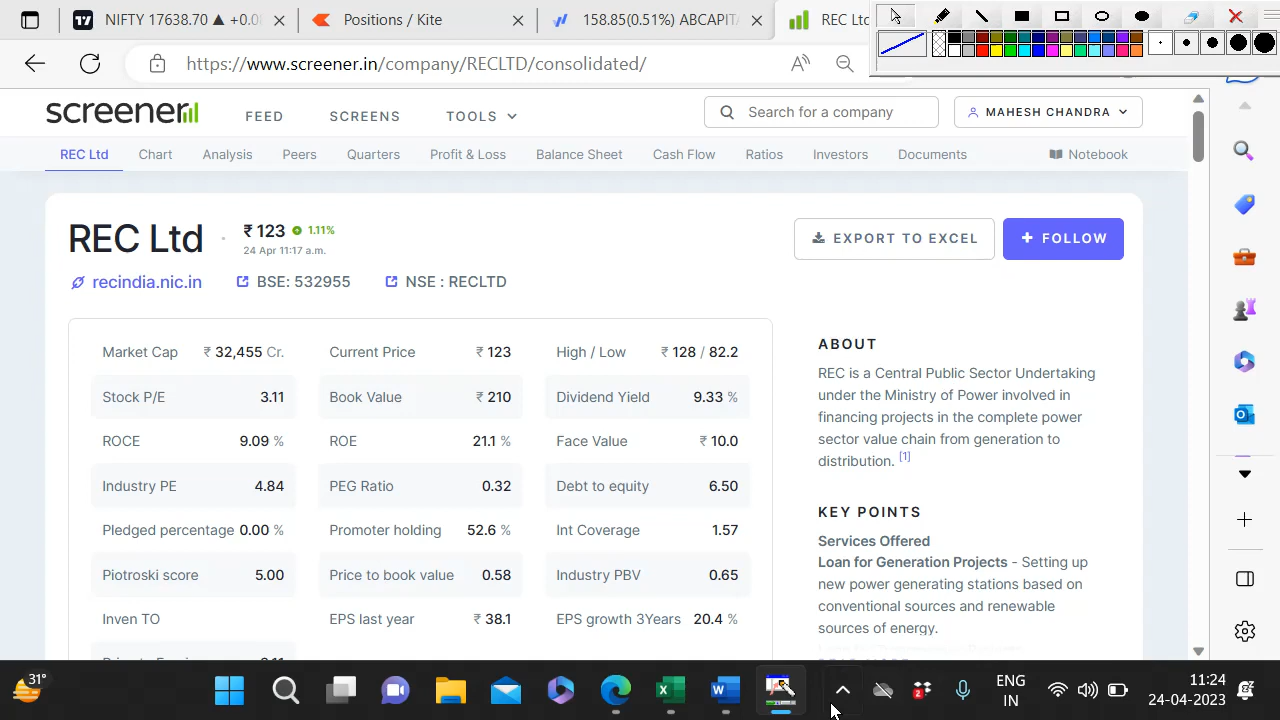 NIFTY 17638.70 ▲ +0.0
Positions / Kite
158.85(0.51%) ABCAPITA
REC Ltd
https://www.screener.in/company/RECLTD/consolidated/
screener
FEED
SCREENS
TOOLS
Search for a company
MAHESH CHANDRA
REC Ltd
Chart
Analysis
Peers
Quarters
Profit & Loss
Balance Sheet
Cash Flow
Ratios
Investors
Documents
Notebook
REC Ltd
₹ 123
1.11%
24 Apr 11:17 a.m.
EXPORT TO EXCEL
+ FOLLOW
recindia.nic.in
BSE: 532955
NSE : RECLTD
Market Cap ₹ 32,455 Cr.
Current Price ₹ 123
High / Low ₹ 128 / 82.2
Stock P/E 3.11
Book Value ₹ 210
Dividend Yield 9.33 %
ROCE 9.09 %
ROE 21.1 %
Face Value ₹ 10.0
Industry PE 4.84
PEG Ratio 0.32
Debt to equity 6.50
Pledged percentage 0.00 %
Promoter holding 52.6 %
Int Coverage 1.57
Piotroski score 5.00
Price to book value 0.58
Industry PBV 0.65
Inven TO
EPS last year ₹ 38.1
EPS growth 3Years 20.4 %
ABOUT
REC is a Central Public Sector Undertaking
under the Ministry of Power involved in
financing projects in the complete power
sector value chain from generation to
distribution. [1]
KEY POINTS
Services Offered
Loan for Generation Projects - Setting up
new power generating stations based on
conventional sources and renewable
sources of energy.
31°
ENG
IN
11:24
24-04-2023